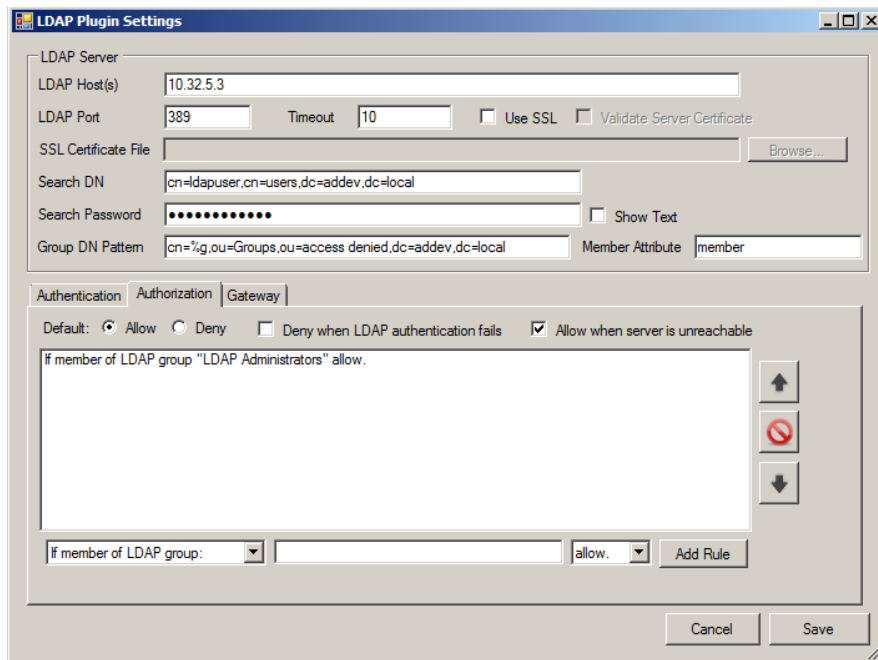 LDAP Plugin Settings
LDAP Server
LDAP Host(s) 10.32.5.3
LDAP Port 389 Timeout 10 Use SSL Validate Server Certificate
SSL Certificate File Browse...
Search DN cn=ldapuser,cn=users,dc=addev,dc=local
Search Password ●●●●●●●●●●●● Show Text
Group DN Pattern cn=%g,ou=Groups,ou=access denied,dc=addev,dc=local Member Attribute member
Authentication Authorization Gateway
Default: Allow Deny Deny when LDAP authentication fails Allow when server is unreachable
If member of LDAP group "LDAP Administrators" allow.
If member of LDAP group: allow. Add Rule
Cancel Save